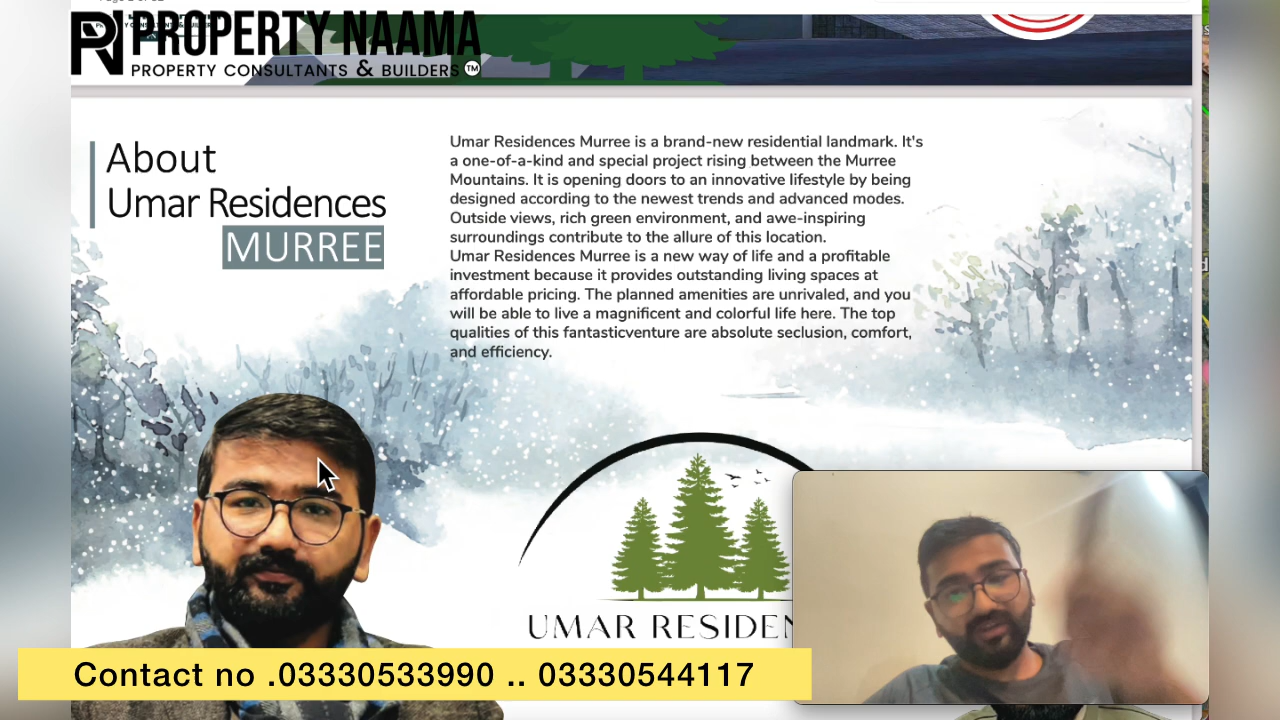 PROPERTY NAAMA
PROPERTY CONSULTANTS & BUILDERS TM
About
Umar Residences
MURREE
Umar Residences Murree is a brand-new residential landmark. It's
a one-of-a-kind and special project rising between the Murree
Mountains. It is opening doors to an innovative lifestyle by being
designed according to the newest trends and advanced modes.
Outside views, rich green environment, and awe-inspiring
surroundings contribute to the allure of this location.
Umar Residences Murree is a new way of life and a profitable
investment because it provides outstanding living spaces at
affordable pricing. The planned amenities are unrivaled, and you
will be able to live a magnificent and colorful life here. The top
qualities of this fantasticventure are absolute seclusion, comfort,
and efficiency.
UMAR RESIDEN
Contact no .03330533990 .. 03330544117